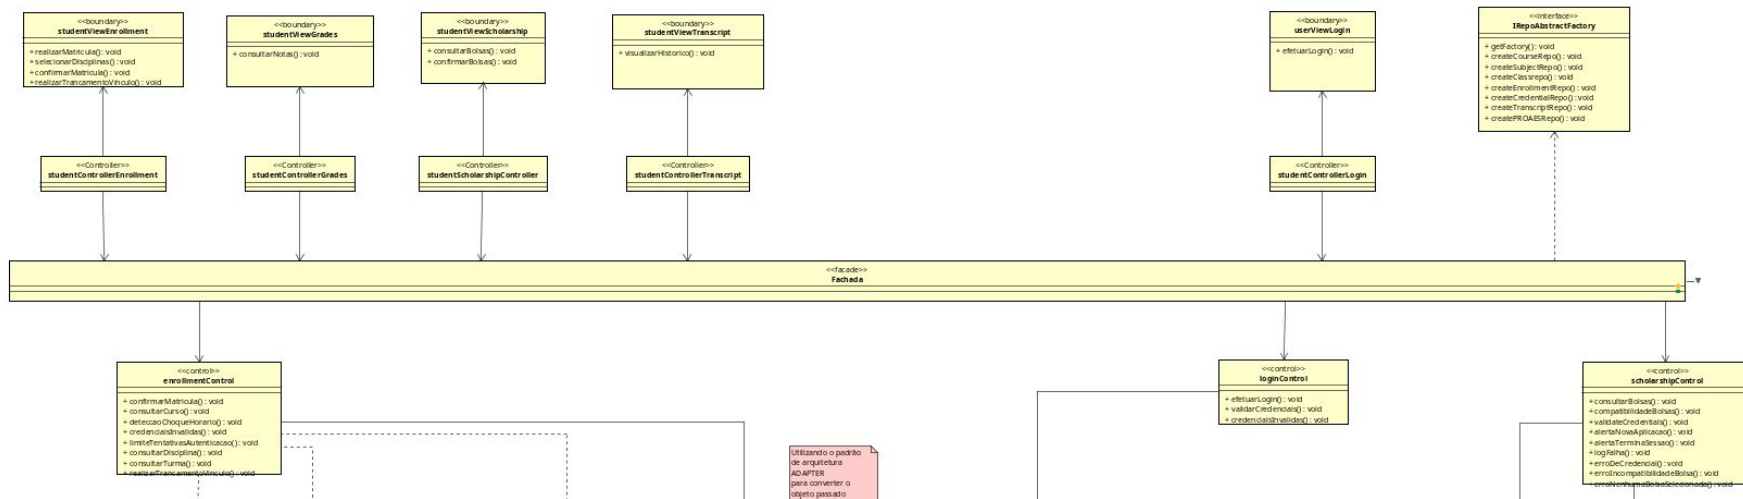 <<boundary>>
studentViewEnrollment
+ realizarMatricula() : void
+ selecionarDisciplinas() : void
+ confirmarMatricula() : void
+ realizarTrancamentoVinculo() : void
<<boundary>>
studentViewGrades
+ consultarNotas() : void
<<boundary>>
studentViewScholarship
+ consultarBolsas() : void
+ confirmarBolsas() : void
<<boundary>>
studentViewTranscript
+ visualizarHistorico() : void
<<boundary>>
userViewLogin
+ efetuarLogin() : void
<<interface>>
IRepoAbstractFactory
+ getFactory() : void
+ createCourseRepo() : void
+ createSubjectRepo() : void
+ createClassrepo() : void
+ createEnrollmentRepo() : void
+ createCredentialRepo() : void
+ createTranscriptRepo() : void
+ createPROAESRepo() : void
<<Controller>>
studentControllerEnrollment
<<Controller>>
studentControllerGrades
<<Controller>>
studentScholarshipController
<<Controller>>
studentControllerTranscript
<<Controller>>
studentControllerLogin
<<facade>>
Fachada
<<control>>
enrollmentControl
+ confirmarMatricula() : void
+ consultarCurso() : void
+ deteccaoChoqueHorario() : void
+ credenciaisInvalidas() : void
+ limiteTentativasAutenticacao() : void
+ consultarDisciplina() : void
+ consultarTurma() : void
+ realizarTrancamentoVinculo() : void
Utilizando o padrão
de arquitetura
ADAPTER
para converter o
objeto passado
<<control>>
loginControl
+ efetuarLogin() : void
+ validarCredenciais() : void
+ credenciaisInvalidas() : void
<<control>>
scholarshipControl
+ consultarBolsas() : void
+ compatibilidadeBolsas() : void
+ validateCredentials() : void
+ alertaNovaAplicacao() : void
+ alertaTerminaSessao() : void
+ logFalha() : void
+ erroDeCredencial() : void
+ erroIncompatibilidadeBolsa() : void
+ erroNenhumaBolsaSelecionada() : void